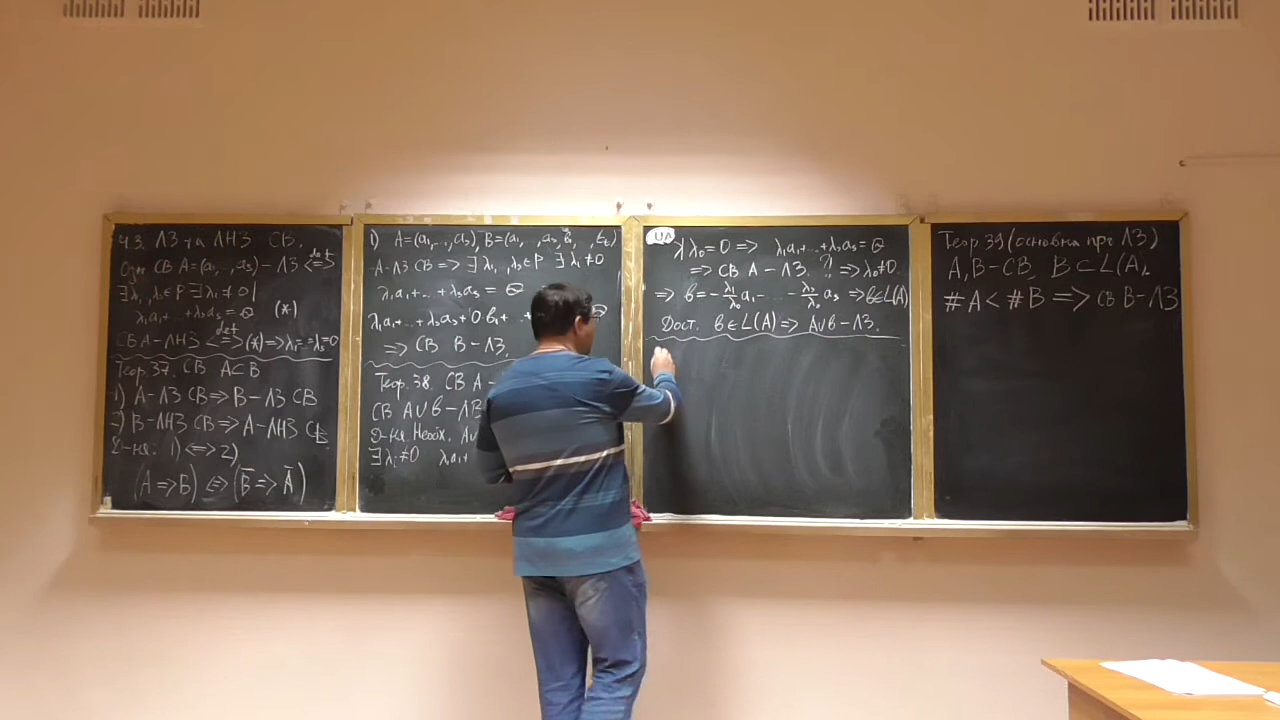 ЛЗ та ЛНЗ СВ.
Озн СВ A=(a₁,…,aₛ) – ЛЗ <=> det
∃ λ₁,…,λₛ∈P ∃ λᵢ≠0 |
λ₁a₁+…+λₛaₛ = Θ (*)
СВ A–ЛНЗ <=> det (*) => λ₁=…=λₛ=0
Теор. 37. СВ A⊂B
1) A–ЛЗ СВ => B–ЛЗ СВ
2) B–ЛНЗ СВ => A–ЛНЗ СВ
Д-ня. 1) <=> 2)
(A => B) <=> (B̄ => Ā)
1) A=(a₁,…,aₛ), B=(a₁,…,aₛ,
A–ЛЗ СВ => ∃ λ₁,…,λₛ∈P ∃ λᵢ≠0
λ₁a₁+…+λₛaₛ = Θ
λ₁a₁+…+λₛaₛ+0·b₁+… Θ
=> СВ B–ЛЗ.
Теор. 38. СВ A –
СВ A∪b – ЛЗ
Д-ня. Необх. A∪
∃ λᵢ≠0 λ₁a₁+
λ₀=0 => λ₁a₁+…+λₛaₛ=Θ
=> СВ A–ЛЗ. ?! => λ₀≠0.
=> b = –λ₁/λ₀ a₁ – … – λₛ/λ₀ aₛ => b∈L(A)
Дост. b∈L(A) => A∪b – ЛЗ.
Теор 39 (основна про ЛЗ)
A,B–СВ, B⊂L(A),
#A < #B => СВ B–ЛЗ